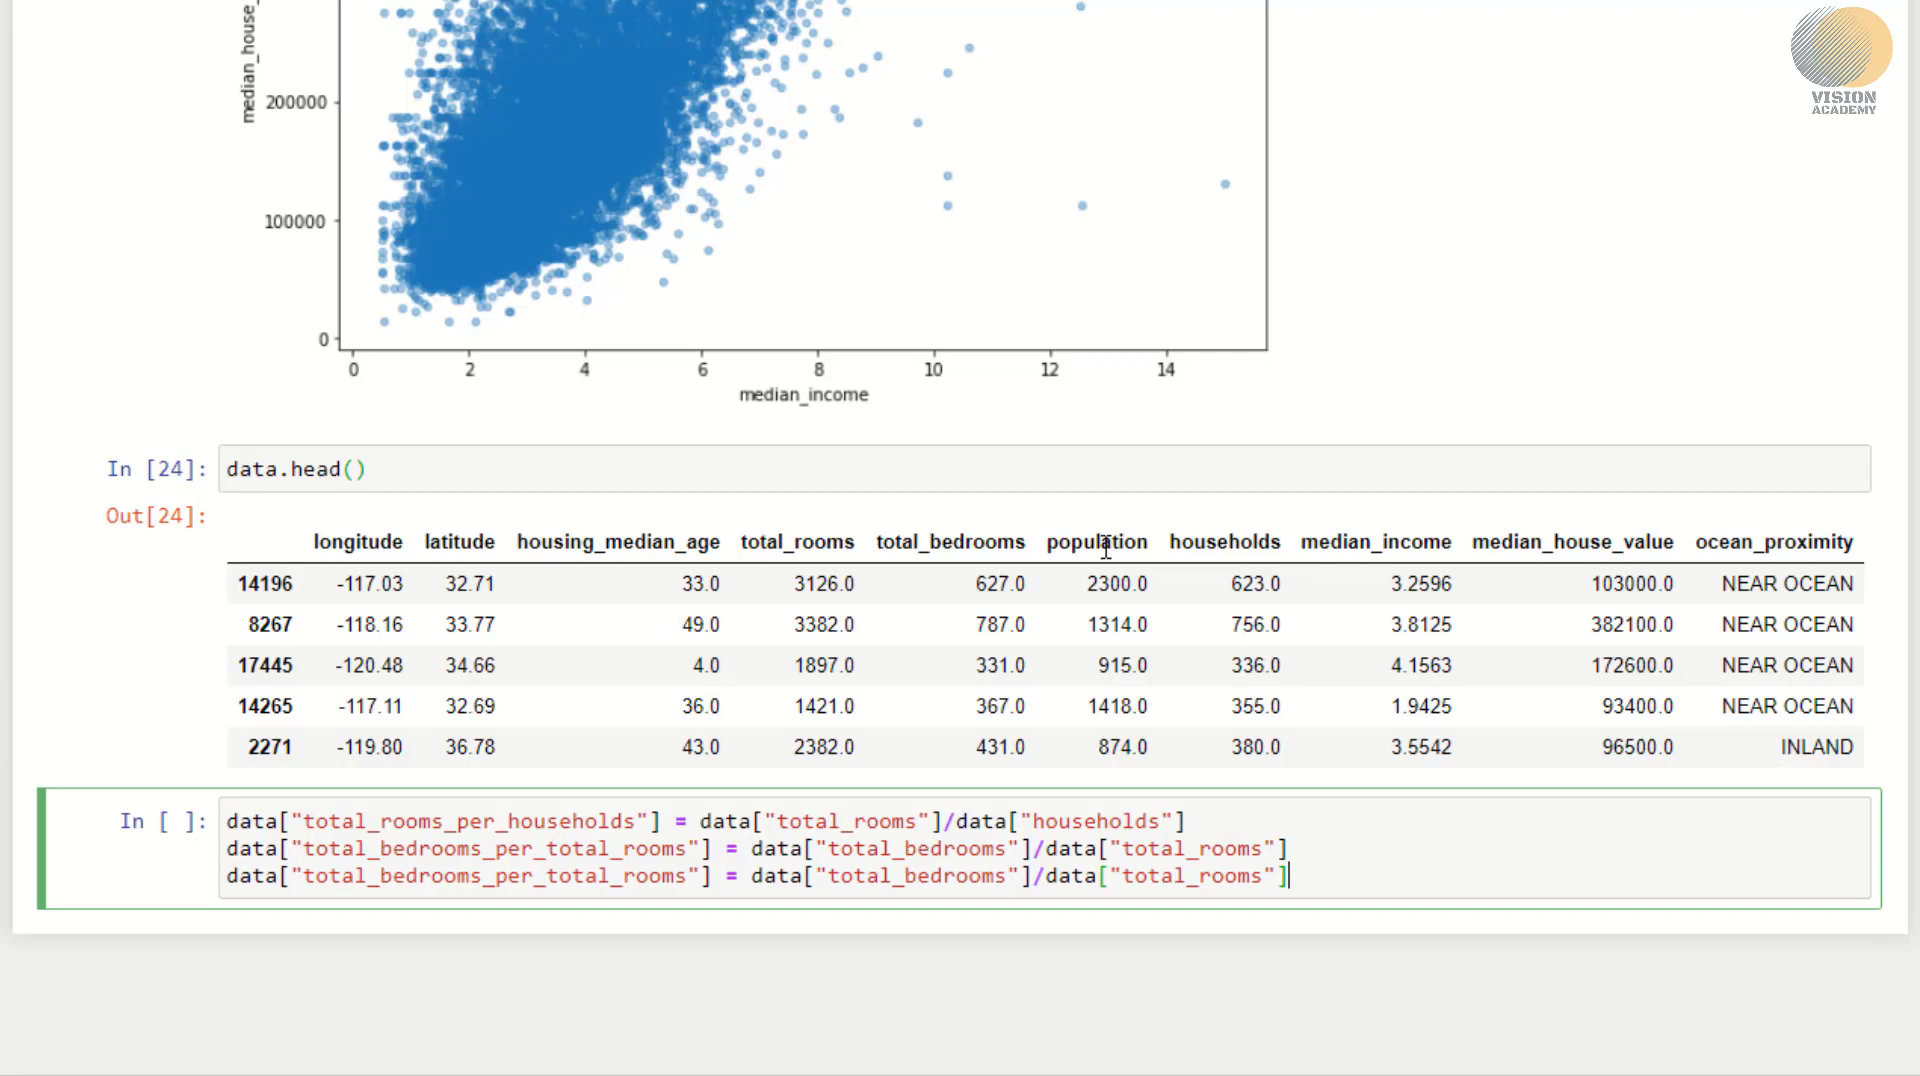 median_house_
200000
100000
0
0 2 4 6 8 10 12 14
median_income
VISION
ACADEMY
In [24]: data.head()
Out[24]:
longitude latitude housing_median_age total_rooms total_bedrooms population households median_income median_house_value ocean_proximity
14196 -117.03 32.71 33.0 3126.0 627.0 2300.0 623.0 3.2596 103000.0 NEAR OCEAN
8267 -118.16 33.77 49.0 3382.0 787.0 1314.0 756.0 3.8125 382100.0 NEAR OCEAN
17445 -120.48 34.66 4.0 1897.0 331.0 915.0 336.0 4.1563 172600.0 NEAR OCEAN
14265 -117.11 32.69 36.0 1421.0 367.0 1418.0 355.0 1.9425 93400.0 NEAR OCEAN
2271 -119.80 36.78 43.0 2382.0 431.0 874.0 380.0 3.5542 96500.0 INLAND
In [ ]: data["total_rooms_per_households"] = data["total_rooms"]/data["households"]
data["total_bedrooms_per_total_rooms"] = data["total_bedrooms"]/data["total_rooms"]
data["total_bedrooms_per_total_rooms"] = data["total_bedrooms"]/data["total_rooms"]